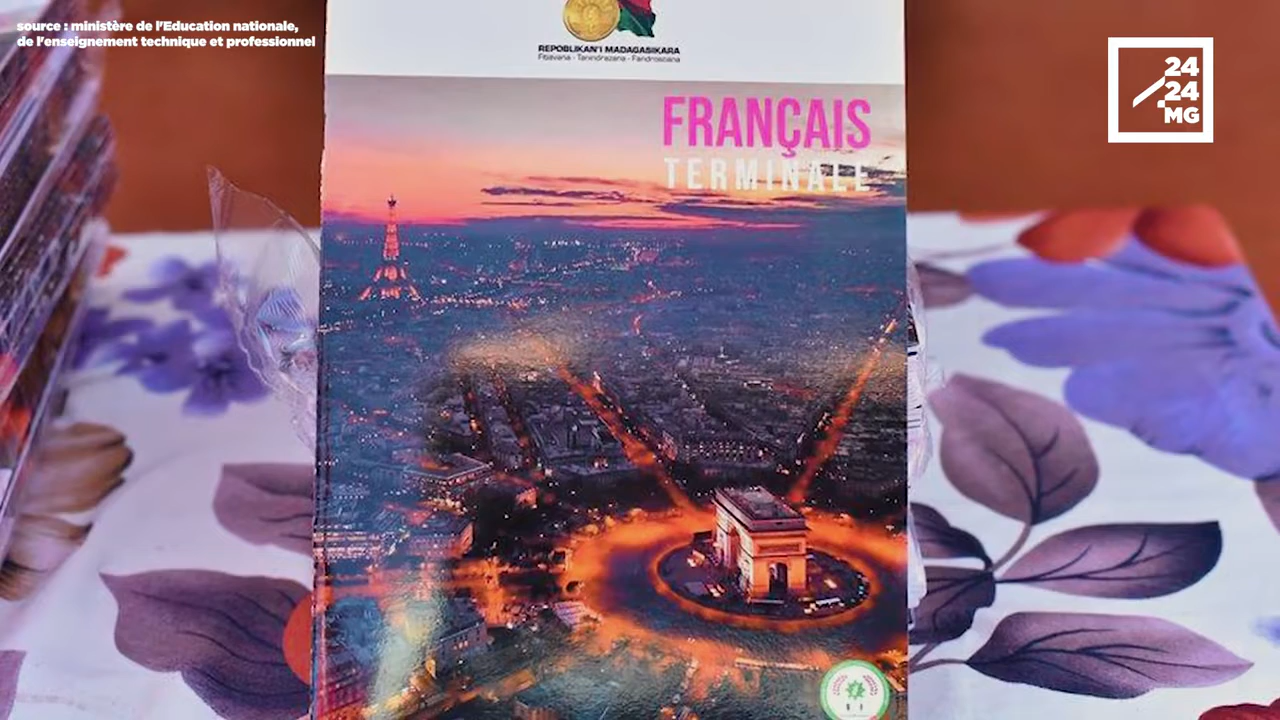 source : ministère de l'Education nationale,
de l'enseignement technique et professionnel
REPOBLIKAN'I MADAGASIKARA
Fitiavana - Tanindrazana - Fandrosoana
FRANÇAIS
TERMINALE
24
24
MG